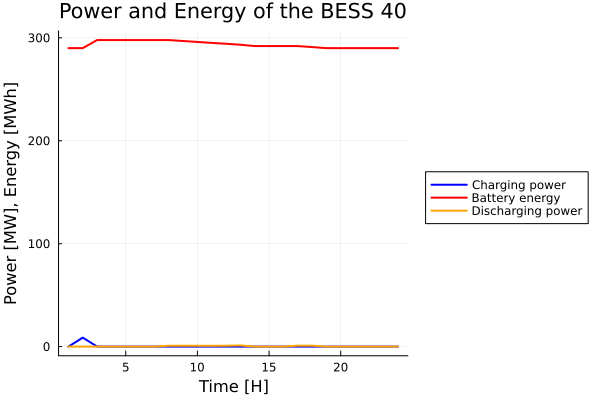 Power and Energy of the BESS 40
Power [MW], Energy [MWh]
300
200
100
0
5
10
15
20
Time [H]
Charging power
Battery energy
Discharging power